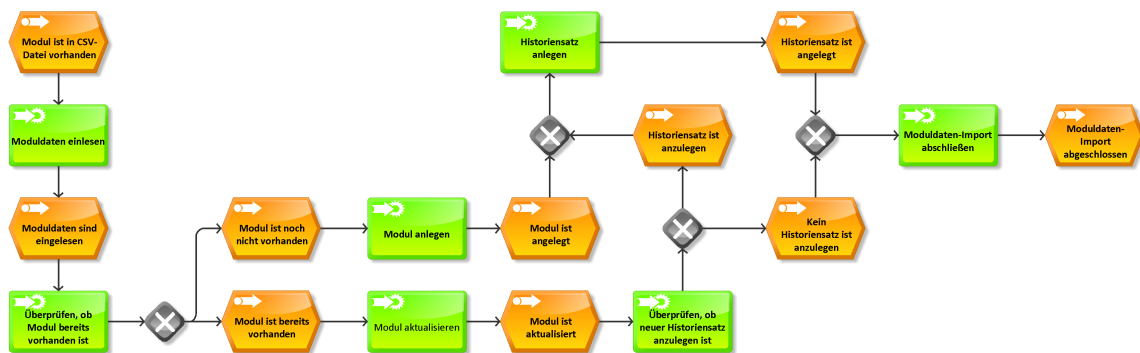 Modul ist in CSV-
Datei vorhanden
Moduldaten einlesen
Moduldaten sind
eingelesen
Überprüfen, ob
Modul bereits
vorhanden ist
Modul ist noch
nicht vorhanden
Modul anlegen
Modul ist
angelegt
Modul ist bereits
vorhanden
Modul aktualisieren
Modul ist
aktualisiert
Überprüfen, ob
neuer Historiensatz
anzulegen ist
Historiensatz ist
anzulegen
Kein
Historiensatz ist
anzulegen
Historiensatz
anlegen
Historiensatz ist
angelegt
Moduldaten-Import
abschließen
Moduldaten-
Import
abgeschlossen